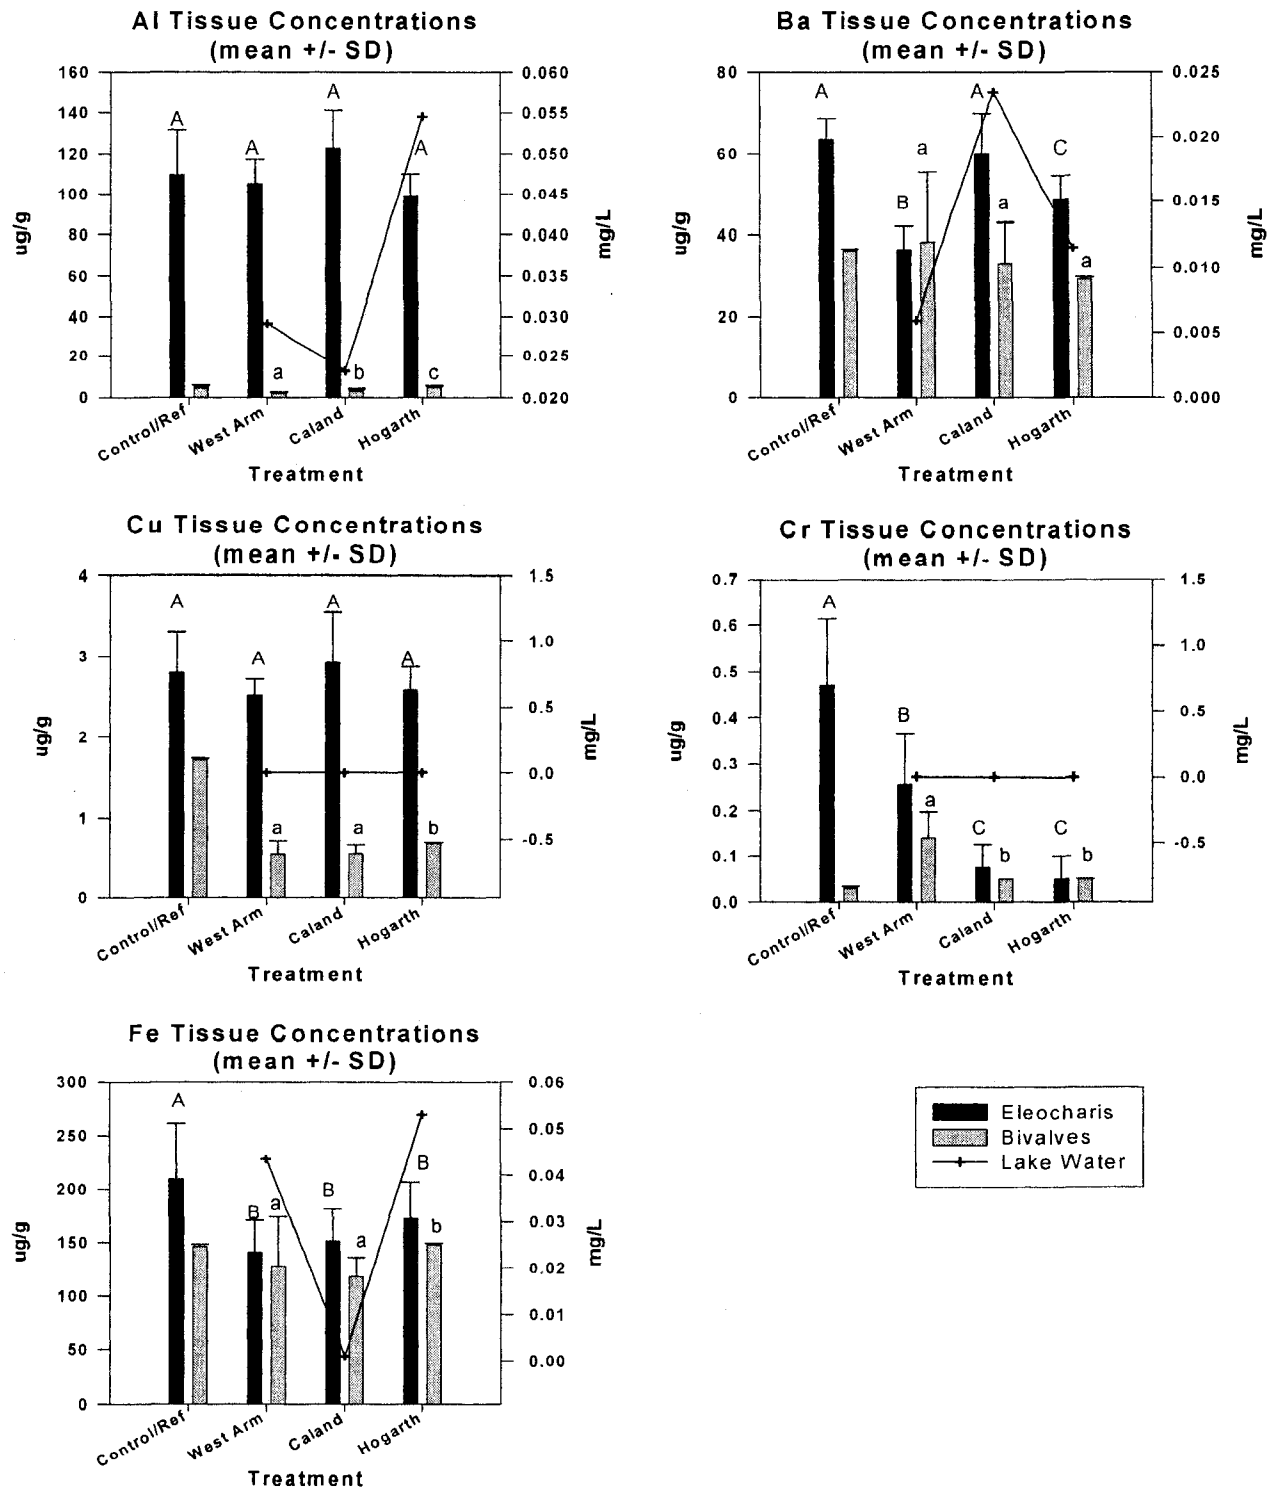 Al Tissue Concentrations
(mean +/- SD)
160
140
120
100
80
60
40
20
0
ug/g
0.060
0.055
0.050
0.045
0.040
0.035
0.030
0.025
0.020
mg/L
A
A
A
A
a
b
c
Control/Ref
West Arm
Caland
Hogarth
Treatment
Ba Tissue Concentrations
(mean +/- SD)
80
60
40
20
0
ug/g
0.025
0.020
0.015
0.010
0.005
0.000
mg/L
A
B
a
A
a
C
a
Control/Ref
West Arm
Caland
Hogarth
Treatment
Cu Tissue Concentrations
(mean +/- SD)
4
3
2
1
0
ug/g
1.5
1.0
0.5
0.0
-0.5
mg/L
A
A
A
A
a
a
b
Control/Ref
West Arm
Caland
Hogarth
Treatment
Cr Tissue Concentrations
(mean +/- SD)
0.7
0.6
0.5
0.4
0.3
0.2
0.1
0.0
ug/g
1.5
1.0
0.5
0.0
-0.5
mg/L
A
B
a
C
b
C
b
Control/Ref
West Arm
Caland
Hogarth
Treatment
Fe Tissue Concentrations
(mean +/- SD)
300
250
200
150
100
50
0
ug/g
0.06
0.05
0.04
0.03
0.02
0.01
0.00
mg/L
A
B
a
B
a
B
b
Control/Ref
West Arm
Caland
Hogarth
Treatment
Eleocharis
Bivalves
Lake Water